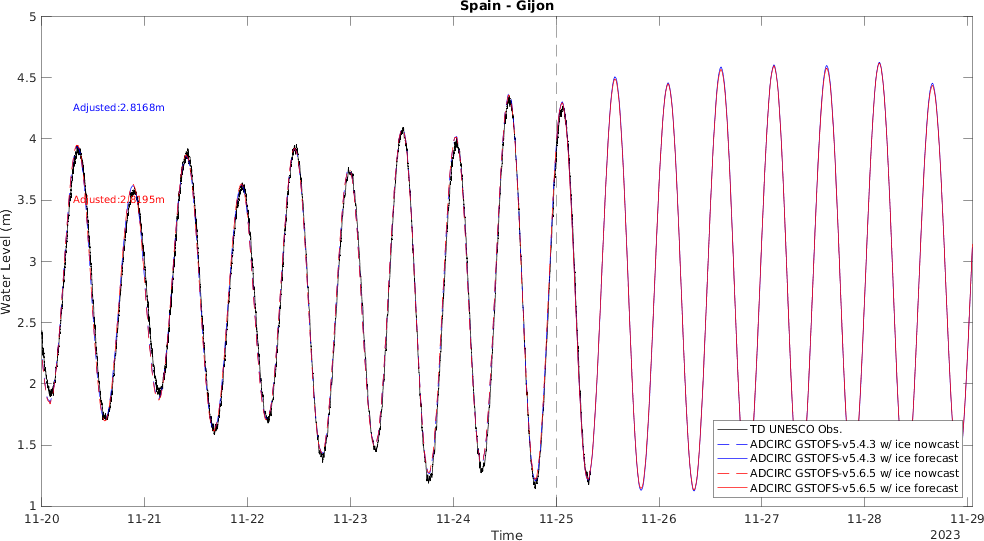 Spain - Gijon
5
4.5
4
3.5
3
2.5
2
1.5
1
Water Level (m)
Adjusted:2.8168m
TD UNESCO Obs.
ADCIRC GSTOFS-v5.4.3 w/ ice nowcast
ADCIRC GSTOFS-v5.4.3 w/ ice forecast
ADCIRC GSTOFS-v5.6.5 w/ ice nowcast
ADCIRC GSTOFS-v5.6.5 w/ ice forecast
11-20 11-21 11-22 11-23 11-24 11-25 11-26 11-27 11-28 11-29
Time
2023